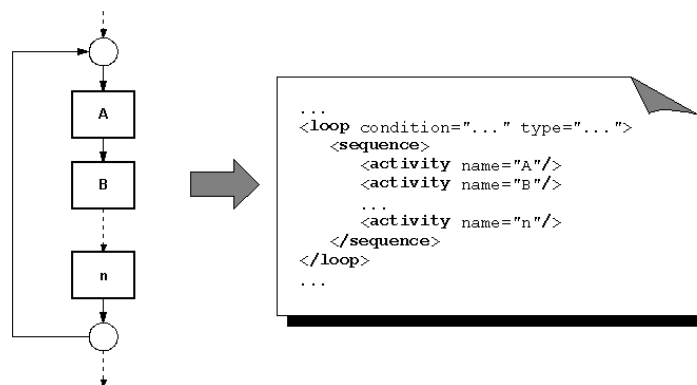 A
B
n
...
<loop condition="..." type="...">
<sequence>
<activity name="A"/>
<activity name="B"/>
...
<activity name="n"/>
</sequence>
</loop>
...